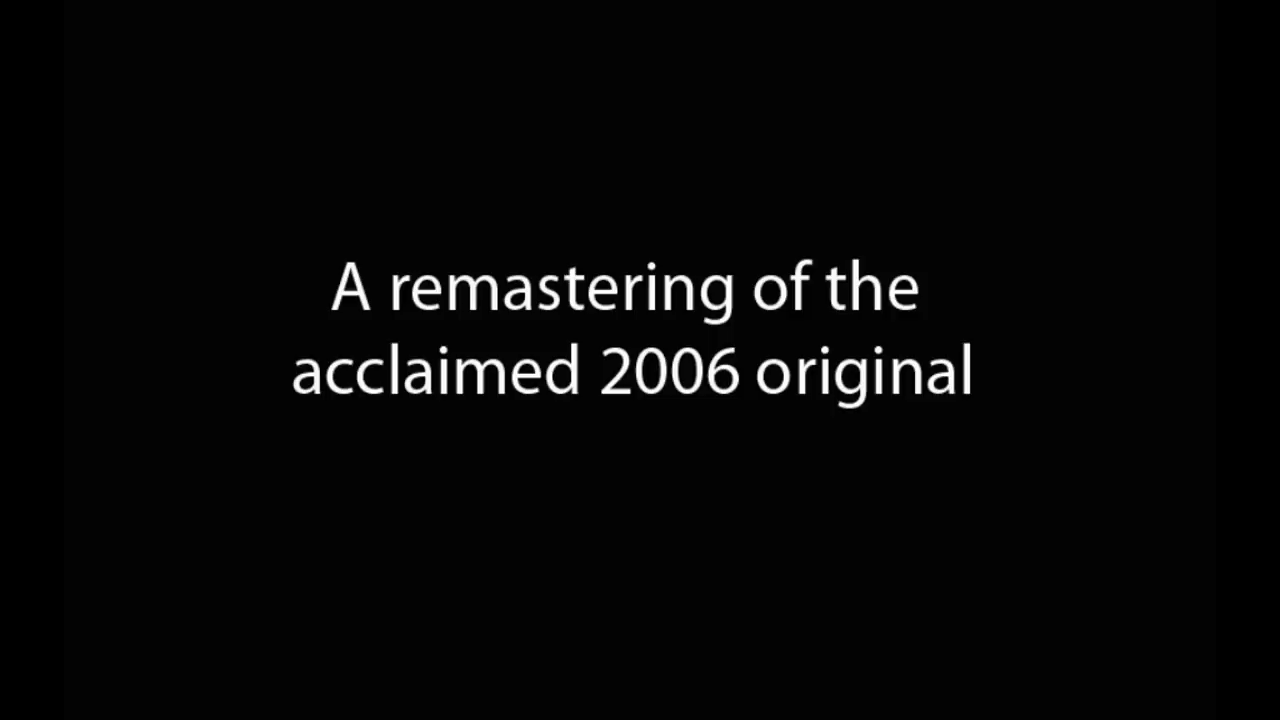 A remastering of the
acclaimed 2006 original